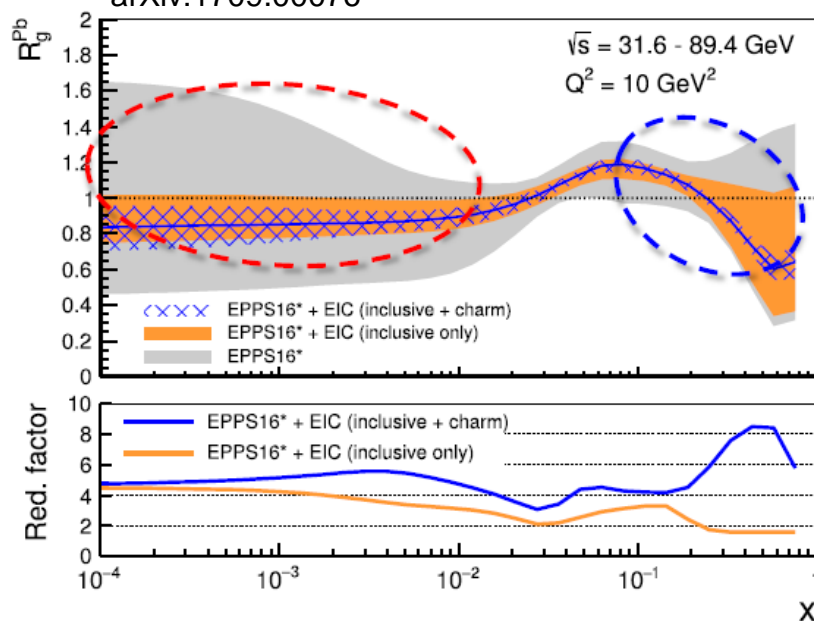 R_g^Pb
√s = 31.6 - 89.4 GeV
Q² = 10 GeV²
2
1.8
1.6
1.4
1.2
1
0.8
0.6
0.4
0.2
0
EPPS16* + EIC (inclusive + charm)
EPPS16* + EIC (inclusive only)
EPPS16*
Red. factor
10
8
6
4
2
0
EPPS16* + EIC (inclusive + charm)
EPPS16* + EIC (inclusive only)
10⁻⁴
10⁻³
10⁻²
10⁻¹
x